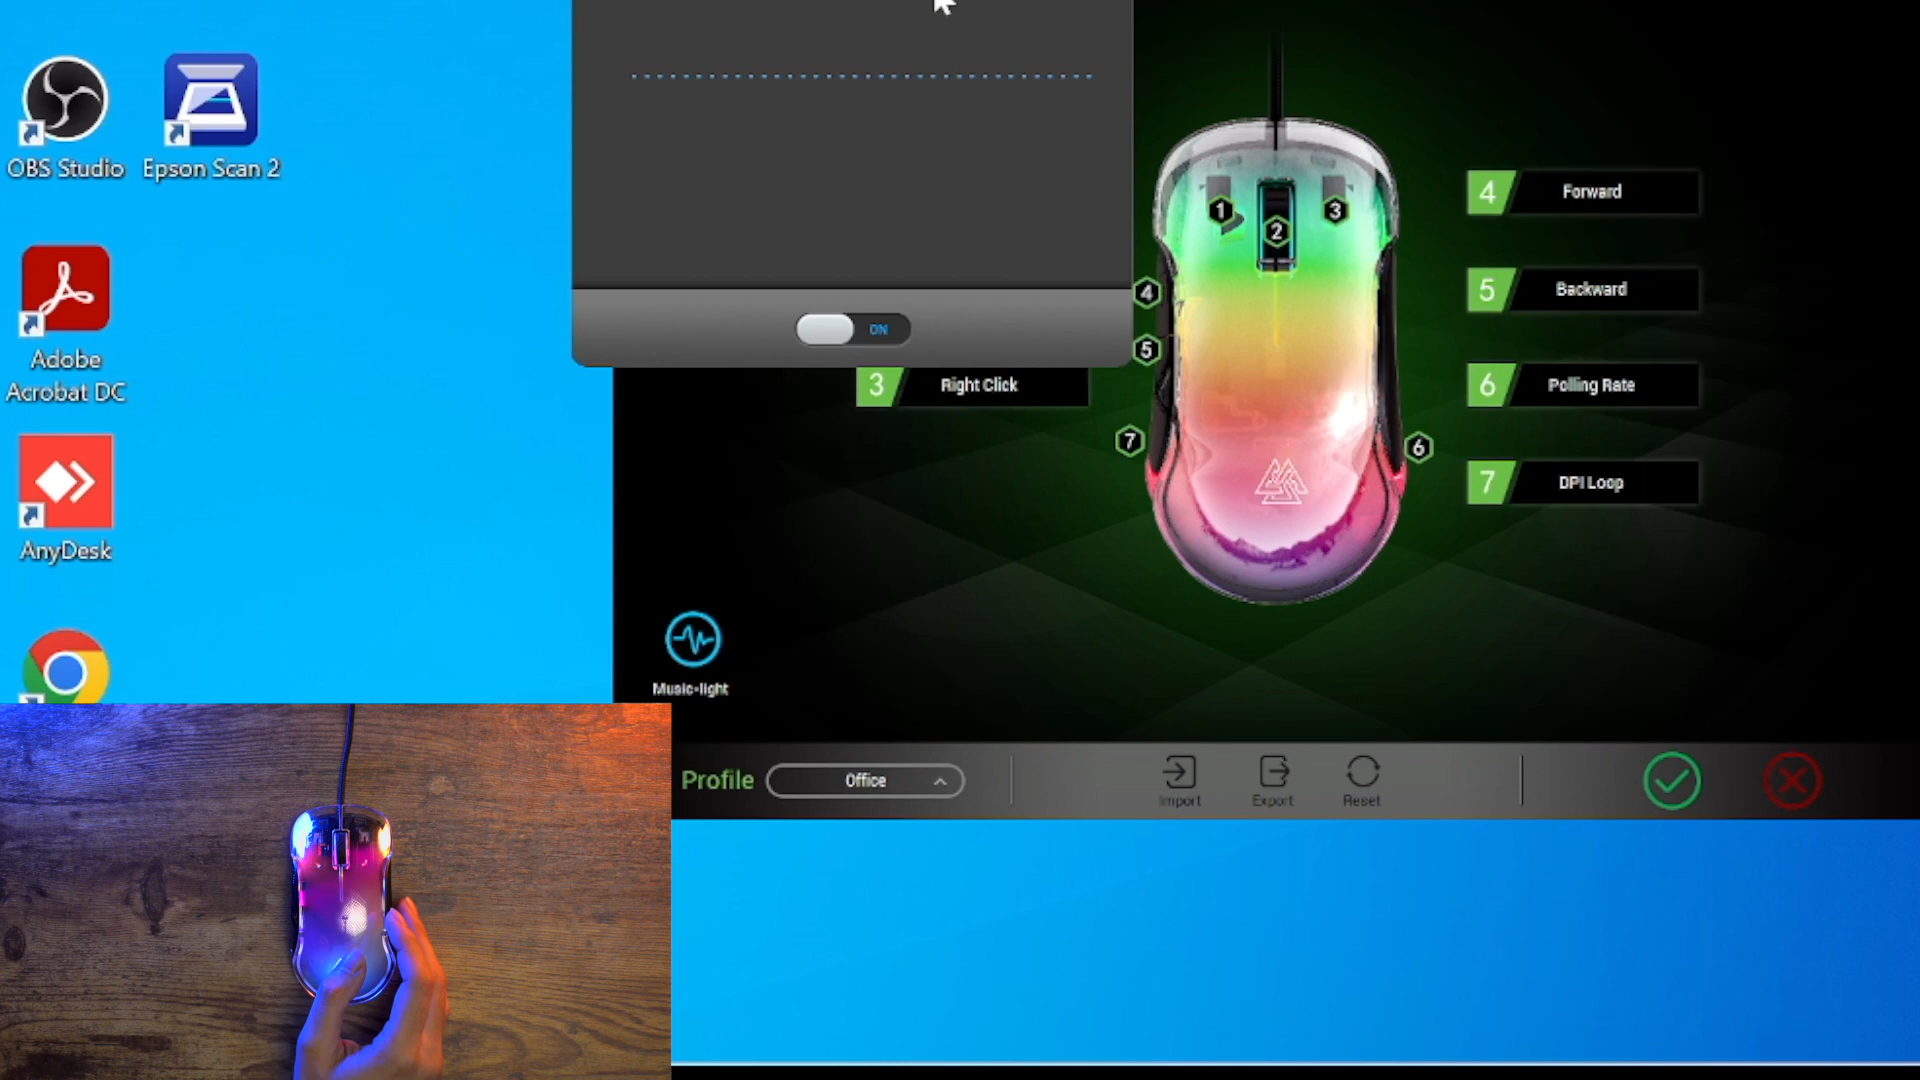 OBS Studio
Epson Scan 2
Adobe
Acrobat DC
AnyDesk
ON
3 Right Click
1
2
3
4
5
6
7
4 Forward
5 Backward
6 Polling Rate
7 DPI Loop
Music-light
Profile
Office
Import
Export
Reset